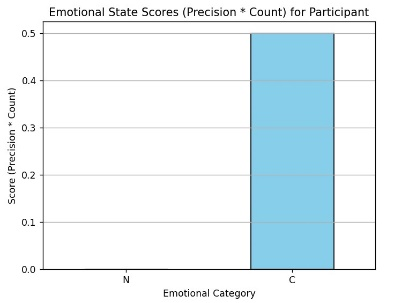 Emotional State Scores (Precision * Count) for Participant
0.5
0.4
0.3
0.2
0.1
0.0
Score (Precision * Count)
N C
Emotional Category